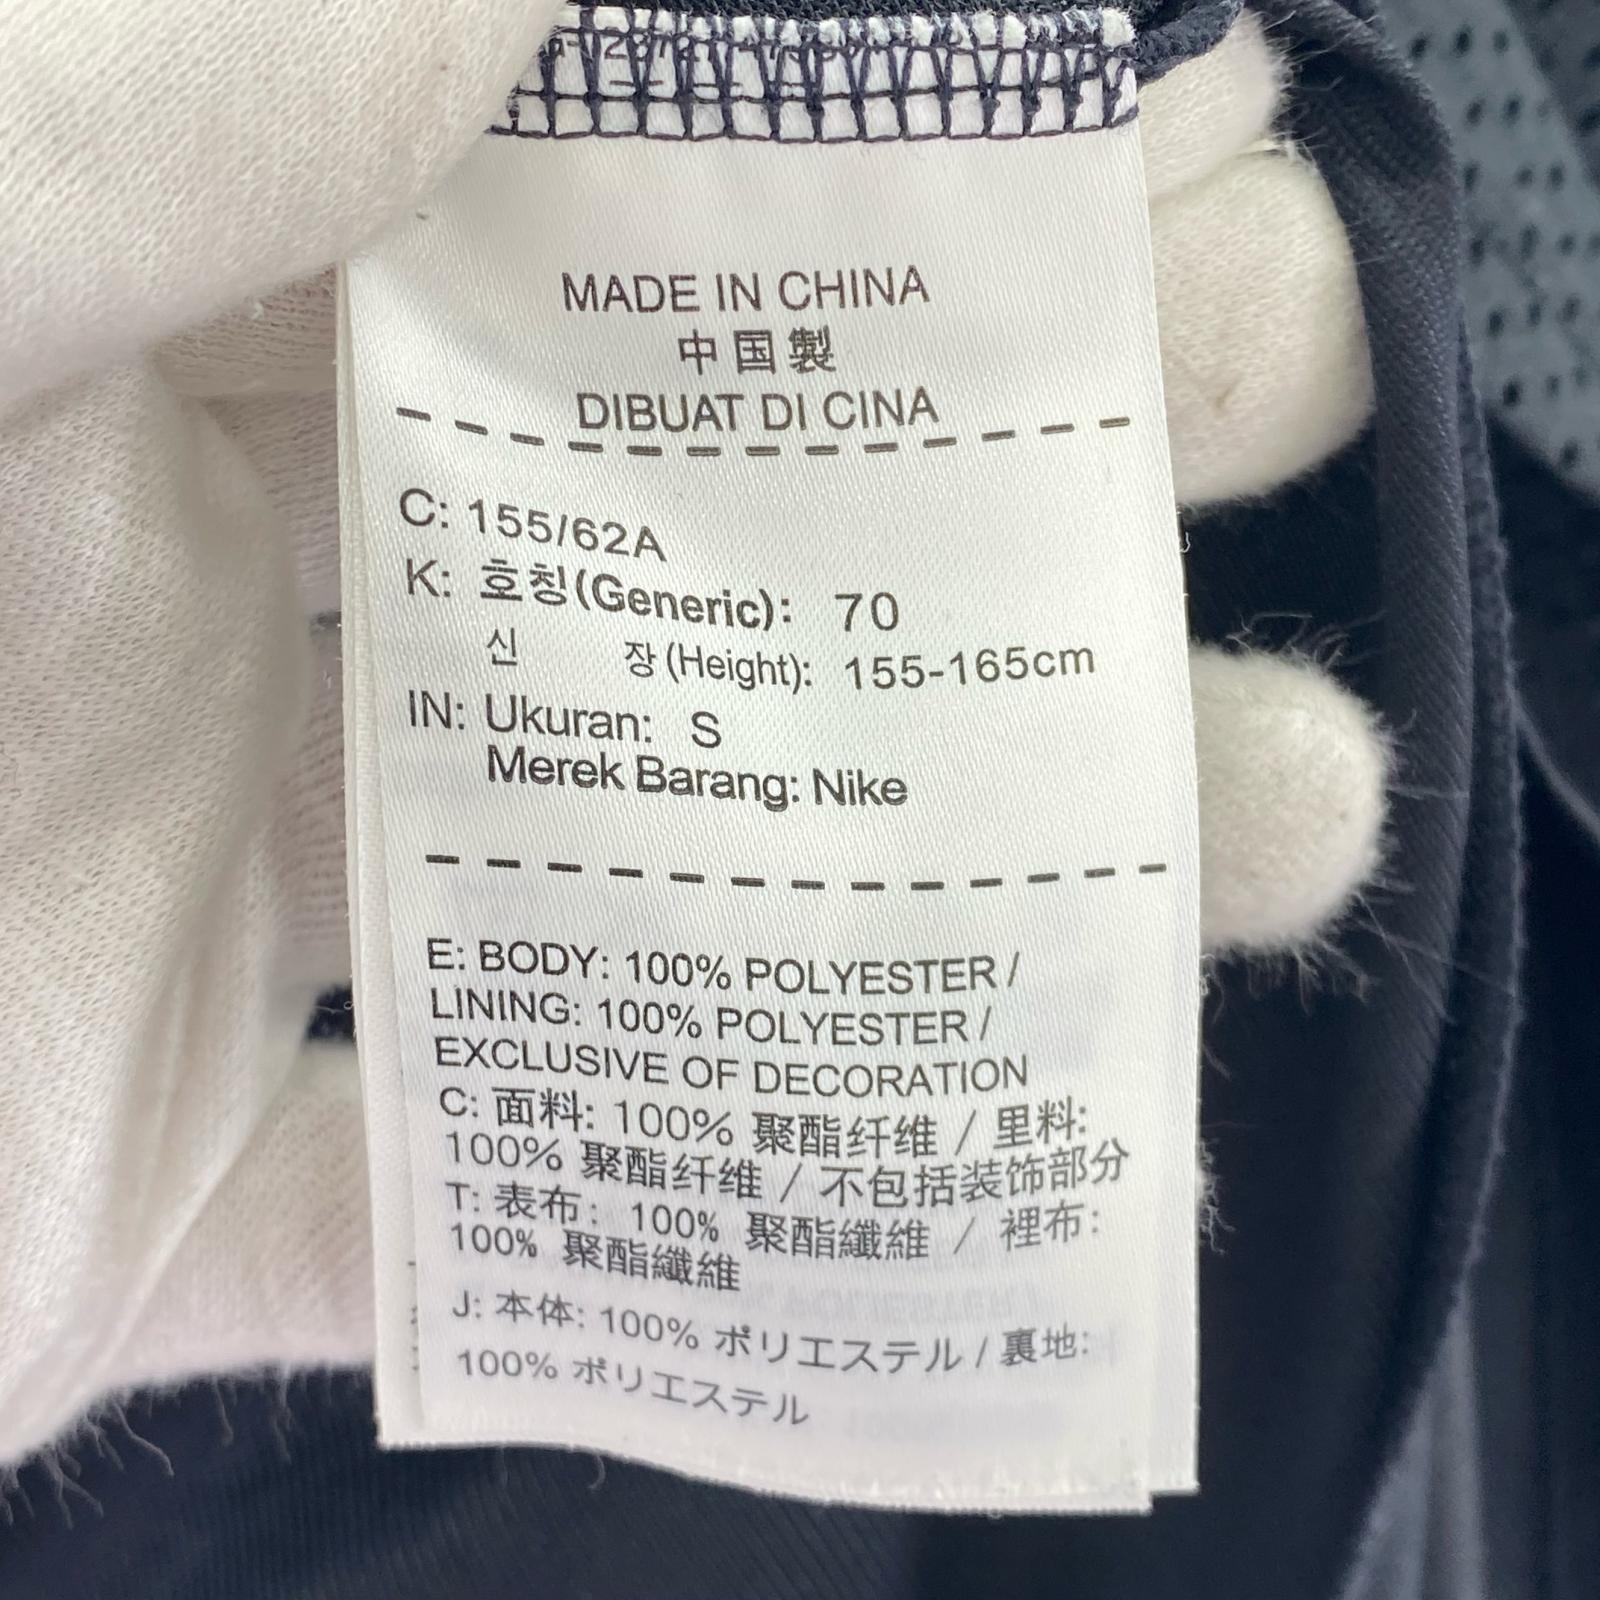 MADE IN CHINA
中国製
DIBUAT DI CINA
C: 155/62A
K: 호칭(Generic): 70
신 장(Height): 155-165cm
IN: Ukuran: S
Merek Barang: Nike
E: BODY: 100% POLYESTER /
LINING: 100% POLYESTER /
EXCLUSIVE OF DECORATION
C: 面料: 100% 聚酯纤维 / 里料:
100% 聚酯纤维 / 不包括装饰部分
T: 表布: 100% 聚酯纖維 / 裡布:
100% 聚酯纖維
J: 本体: 100% ポリエステル / 裏地:
100% ポリエステル